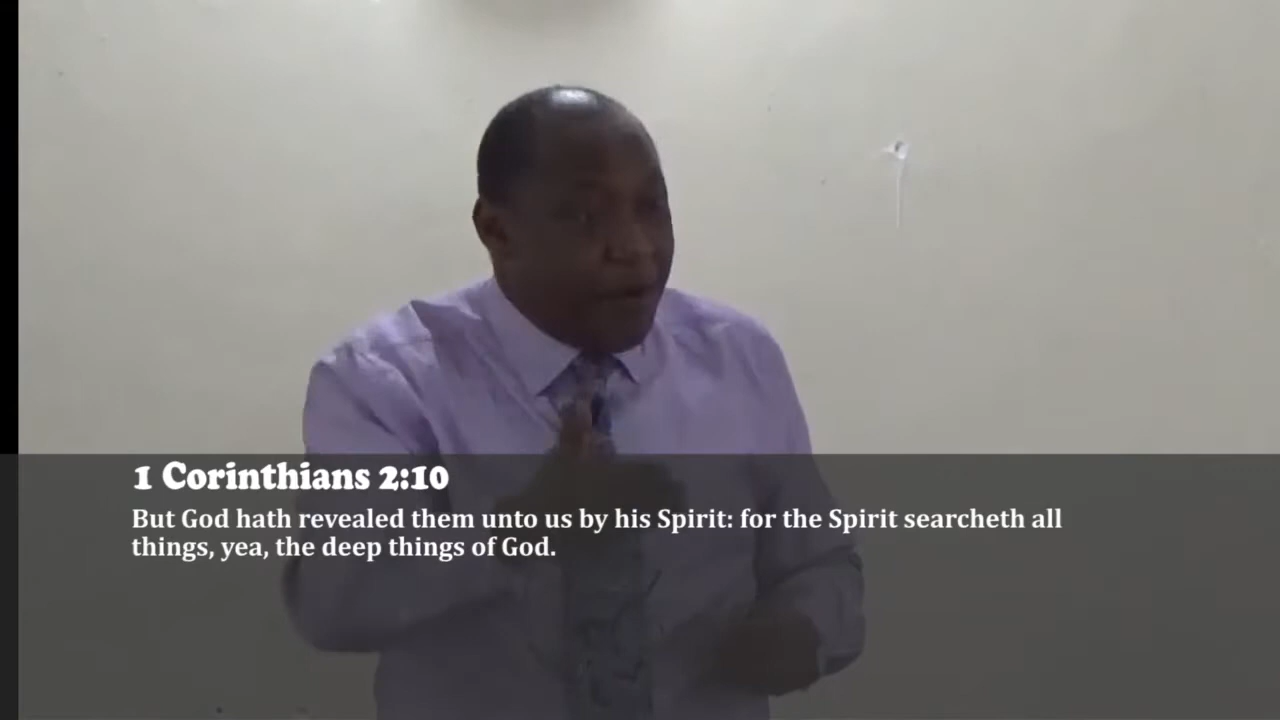 1 Corinthians 2:10
But God hath revealed them unto us by his Spirit: for the Spirit searcheth all
things, yea, the deep things of God.